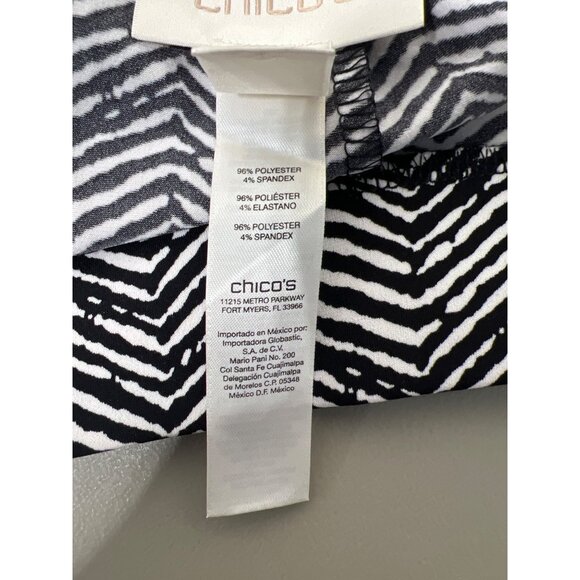 chico's
96% POLYESTER
4% SPANDEX
96% POLIÉSTER
4% ELASTANO
96% POLYESTER
4% SPANDEX
chico's
11215 METRO PARKWAY
FORT MYERS, FL 33966
Importado en México por:
Importadora Globastic,
S.A. de C.V.
Mario Pani No. 200
Col Santa Fe Cuajimalpa
Delegación Cuajimalpa
de Morelos C.P. 05348
México D.F. México